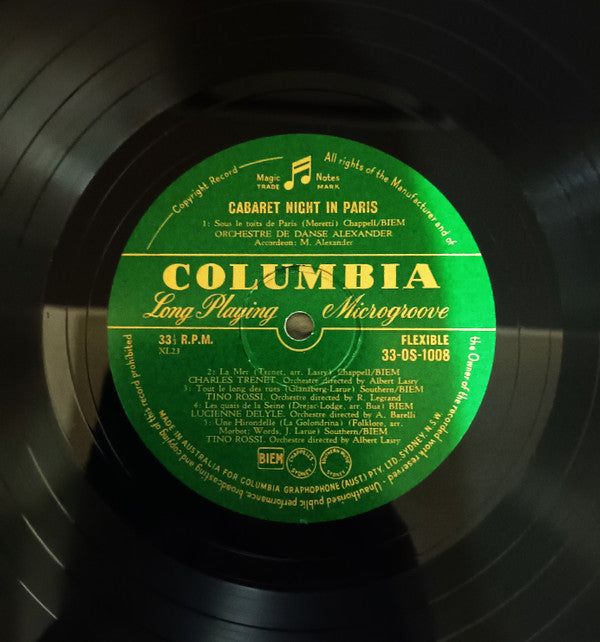 Copyright Record
Magic Notes
TRADE MARK
All rights of the Manufacturer and of
the Owner of the recorded work reserved - Unauthorised public performance, broadcasting and copying of this record prohibited
CABARET NIGHT IN PARIS
1: Sous le toits de Paris (Moretti) Chappell/BIEM
ORCHESTRE DE DANSE ALEXANDER
Accordeon: M. Alexander
COLUMBIA
Long Playing Microgroove
33⅓ R.P.M. FLEXIBLE
XL23 33-OS-1008
2: La Mer (Trenet, arr. Lasry) Chappell/BIEM
CHARLES TRENET. Orchestre directed by Albert Lasry
3: Tout le long des rues (Glanzberg-Larue) Southern/BIEM
TINO ROSSI. Orchestre directed by R. Legrand
4: Les quats de la Seine (Drejac-Lodge, arr. Bua) BIEM
LUCIENNE DELYLE. Orchestre directed by A. Barelli
5: Une Hirondelle (La Golondrina) (Folklore, arr.
Morbot; Words, J. Larue) Southern/BIEM
TINO ROSSI. Orchestre directed by Albert Lasry
BIEM CHAPPELL'S SYDNEY SOUTHERN MUSIC SYDNEY
MADE IN AUSTRALIA FOR COLUMBIA GRAPHOPHONE (AUST.) PTY. LTD. SYDNEY, N.S.W.